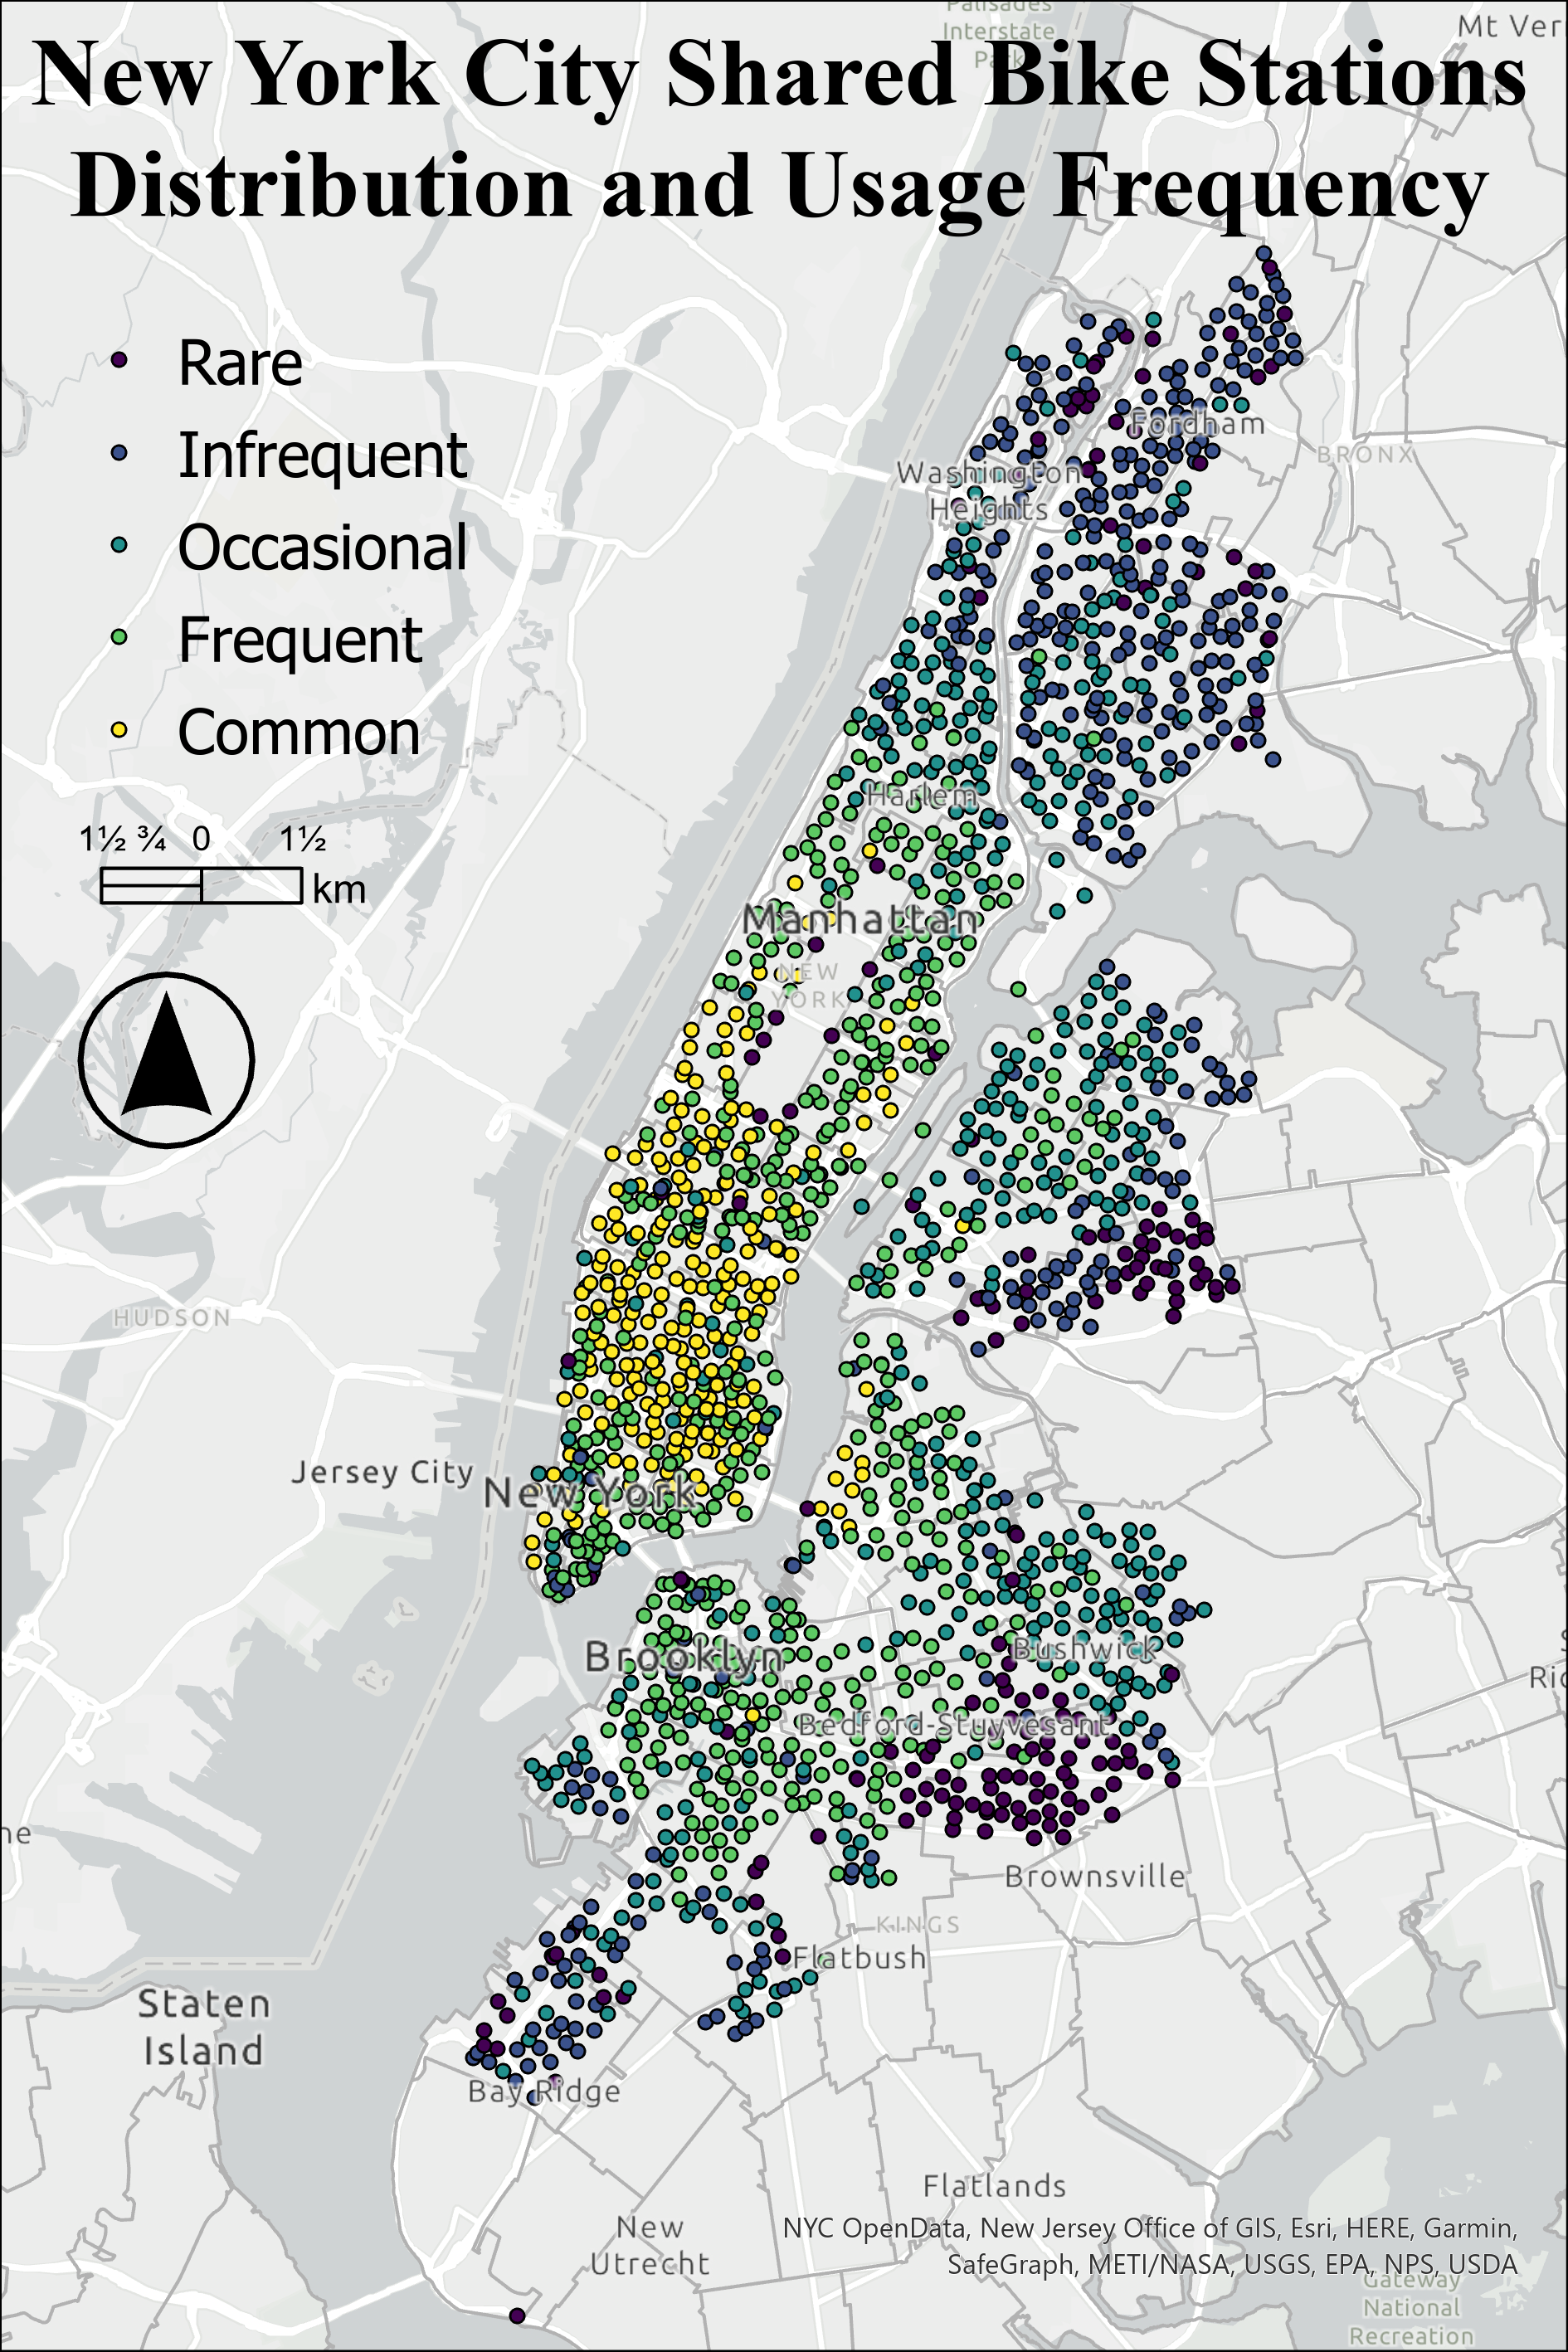 Palisades
Interstate
Park
Mt Ver
New York City Shared Bike Stations
Distribution and Usage Frequency
Rare
Infrequent
Occasional
Frequent
Common
1½ ¾ 0 1½
km
Fordham
BRONX
Washington
Heights
Harlem
Manhattan
NEW
YORK
HUDSON
Jersey City
New York
Brooklyn
Bushwick
Bedford-Stuyvesant
Ric
ne
Brownsville
KINGS
Flatbush
Staten
Island
Bay Ridge
Flatlands
New
Utrecht
NYC OpenData, New Jersey Office of GIS, Esri, HERE, Garmin,
SafeGraph, METI/NASA, USGS, EPA, NPS, USDA
Gateway
National
Recreation